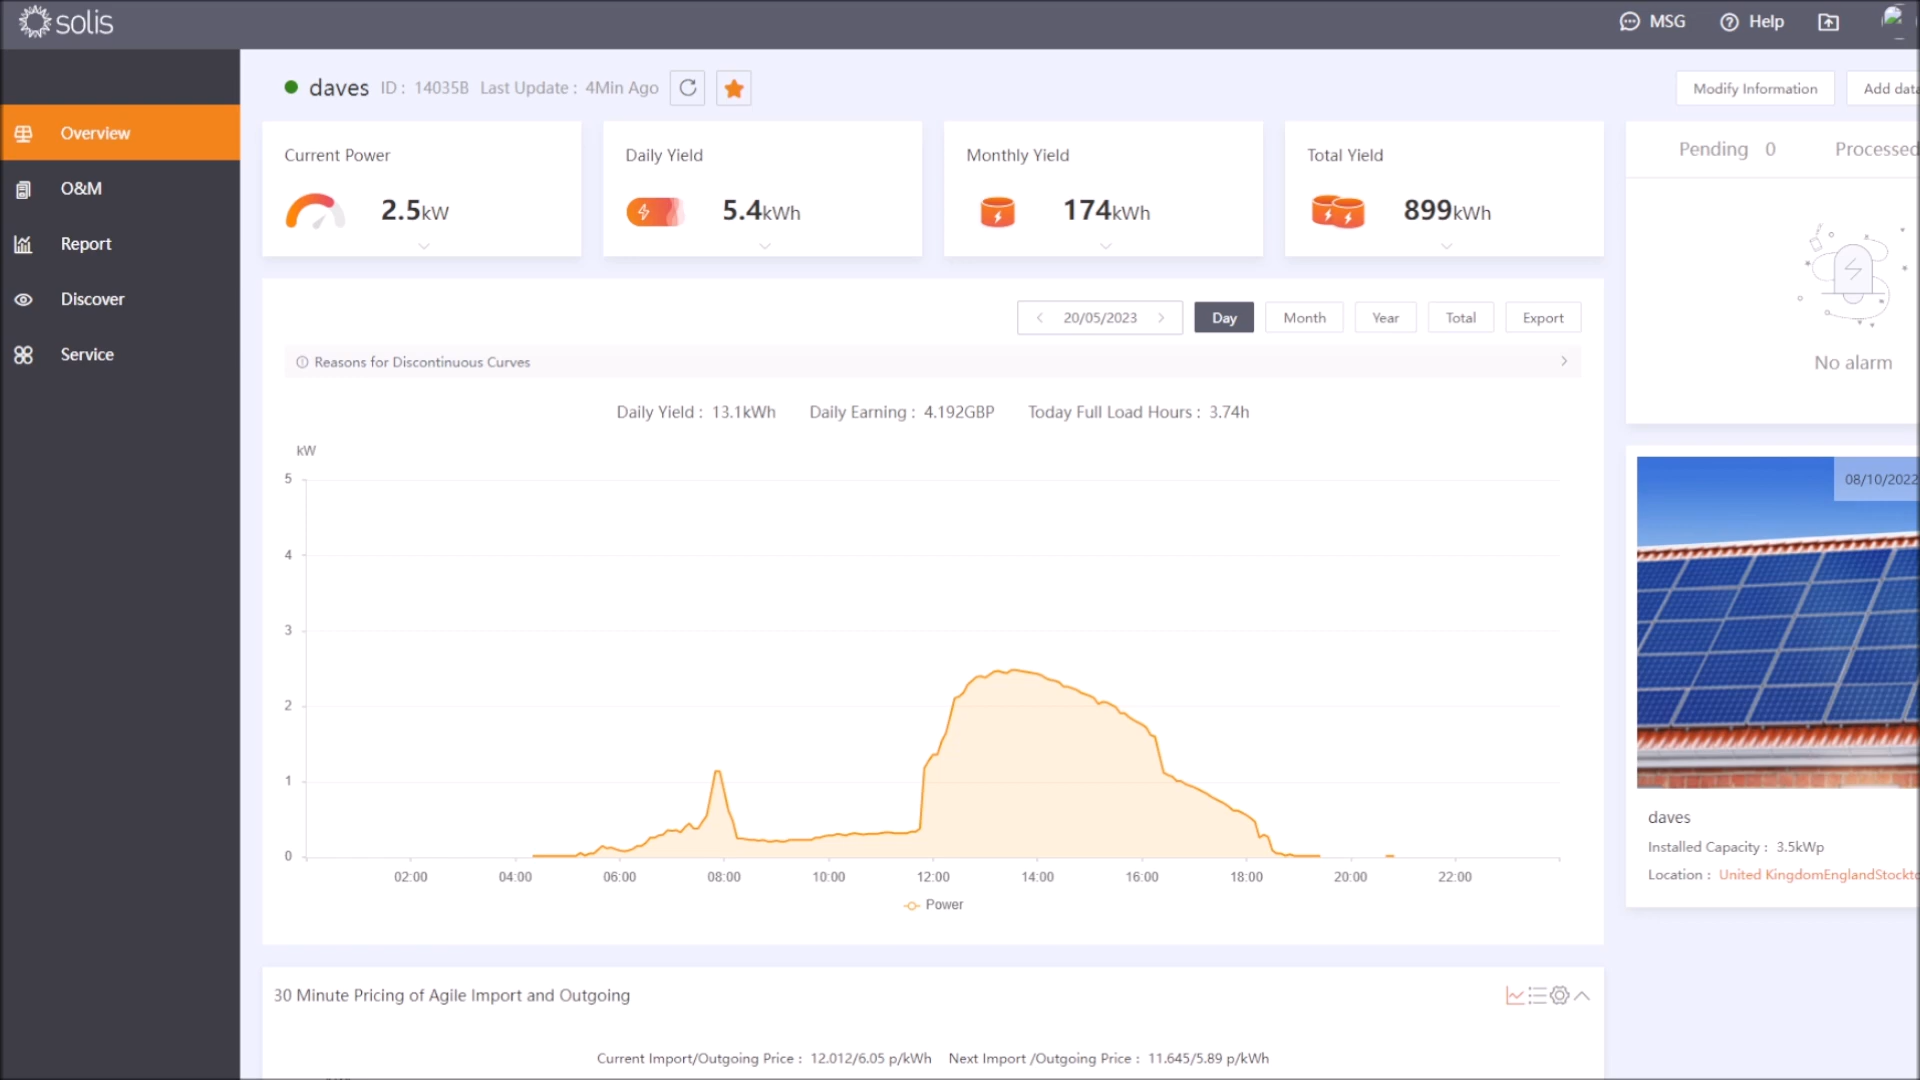 solis
MSG Help
daves ID : 14035B Last Update : 4Min Ago
Modify Information
Overview
O&M
Report
Discover
Service
Current Power
2.5kW
Daily Yield
5.4kWh
Monthly Yield
174kWh
Total Yield
899kWh
Pending 0 Processed
No alarm
20/05/2023 Day Month Year Total Export
Reasons for Discontinuous Curves
Daily Yield : 13.1kWh Daily Earning : 4.192GBP Today Full Load Hours : 3.74h
kW
5
4
3
2
1
0
02:00 04:00 06:00 08:00 10:00 12:00 14:00 16:00 18:00 20:00 22:00
Power
08/10/2022
daves
Installed Capacity : 3.5kWp
Location : United KingdomEnglandStockto
30 Minute Pricing of Agile Import and Outgoing
Current Import/Outgoing Price : 12.012/6.05 p/kWh Next Import /Outgoing Price : 11.645/5.89 p/kWh